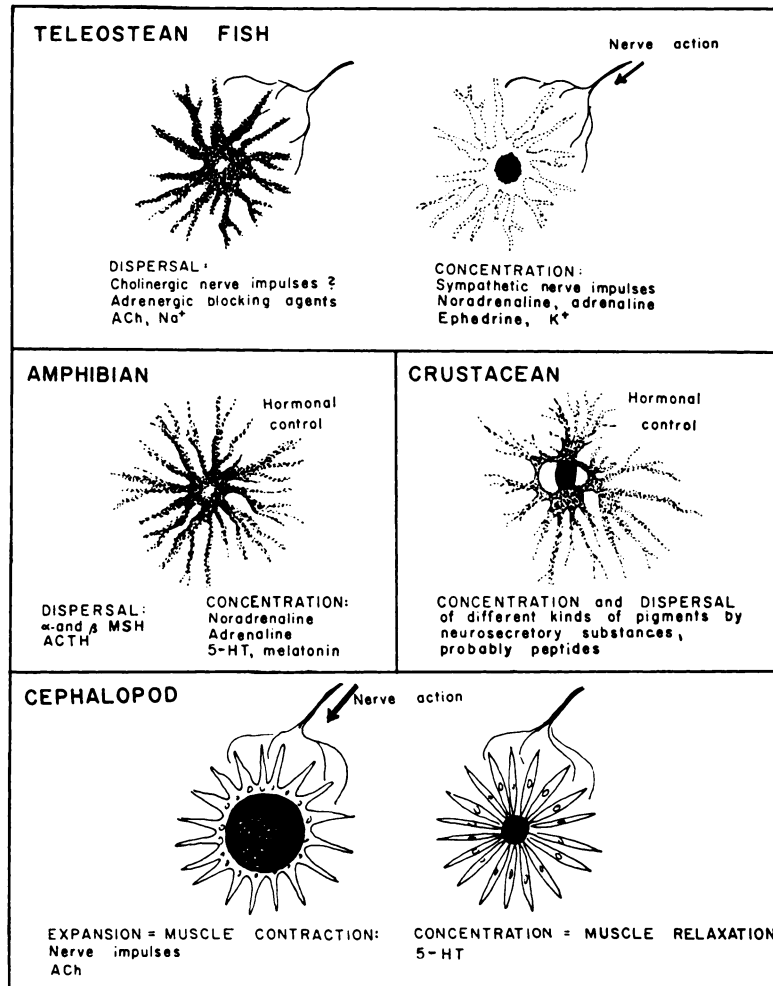 TELEOSTEAN FISH
Nerve action
DISPERSAL:
Cholinergic nerve impulses ?
Adrenergic blocking agents
ACh, Na⁺
CONCENTRATION:
Sympathetic nerve impulses
Noradrenaline, adrenaline
Ephedrine, K⁺
AMPHIBIAN
Hormonal
control
DISPERSAL:
α-and β MSH
ACTH
CONCENTRATION:
Noradrenaline
Adrenaline
5-HT, melatonin
CRUSTACEAN
Hormonal
control
CONCENTRATION and DISPERSAL
of different kinds of pigments by
neurosecretory substances,
probably peptides
CEPHALOPOD
Nerve action
EXPANSION = MUSCLE CONTRACTION:
Nerve impulses
ACh
CONCENTRATION = MUSCLE RELAXATION
5-HT